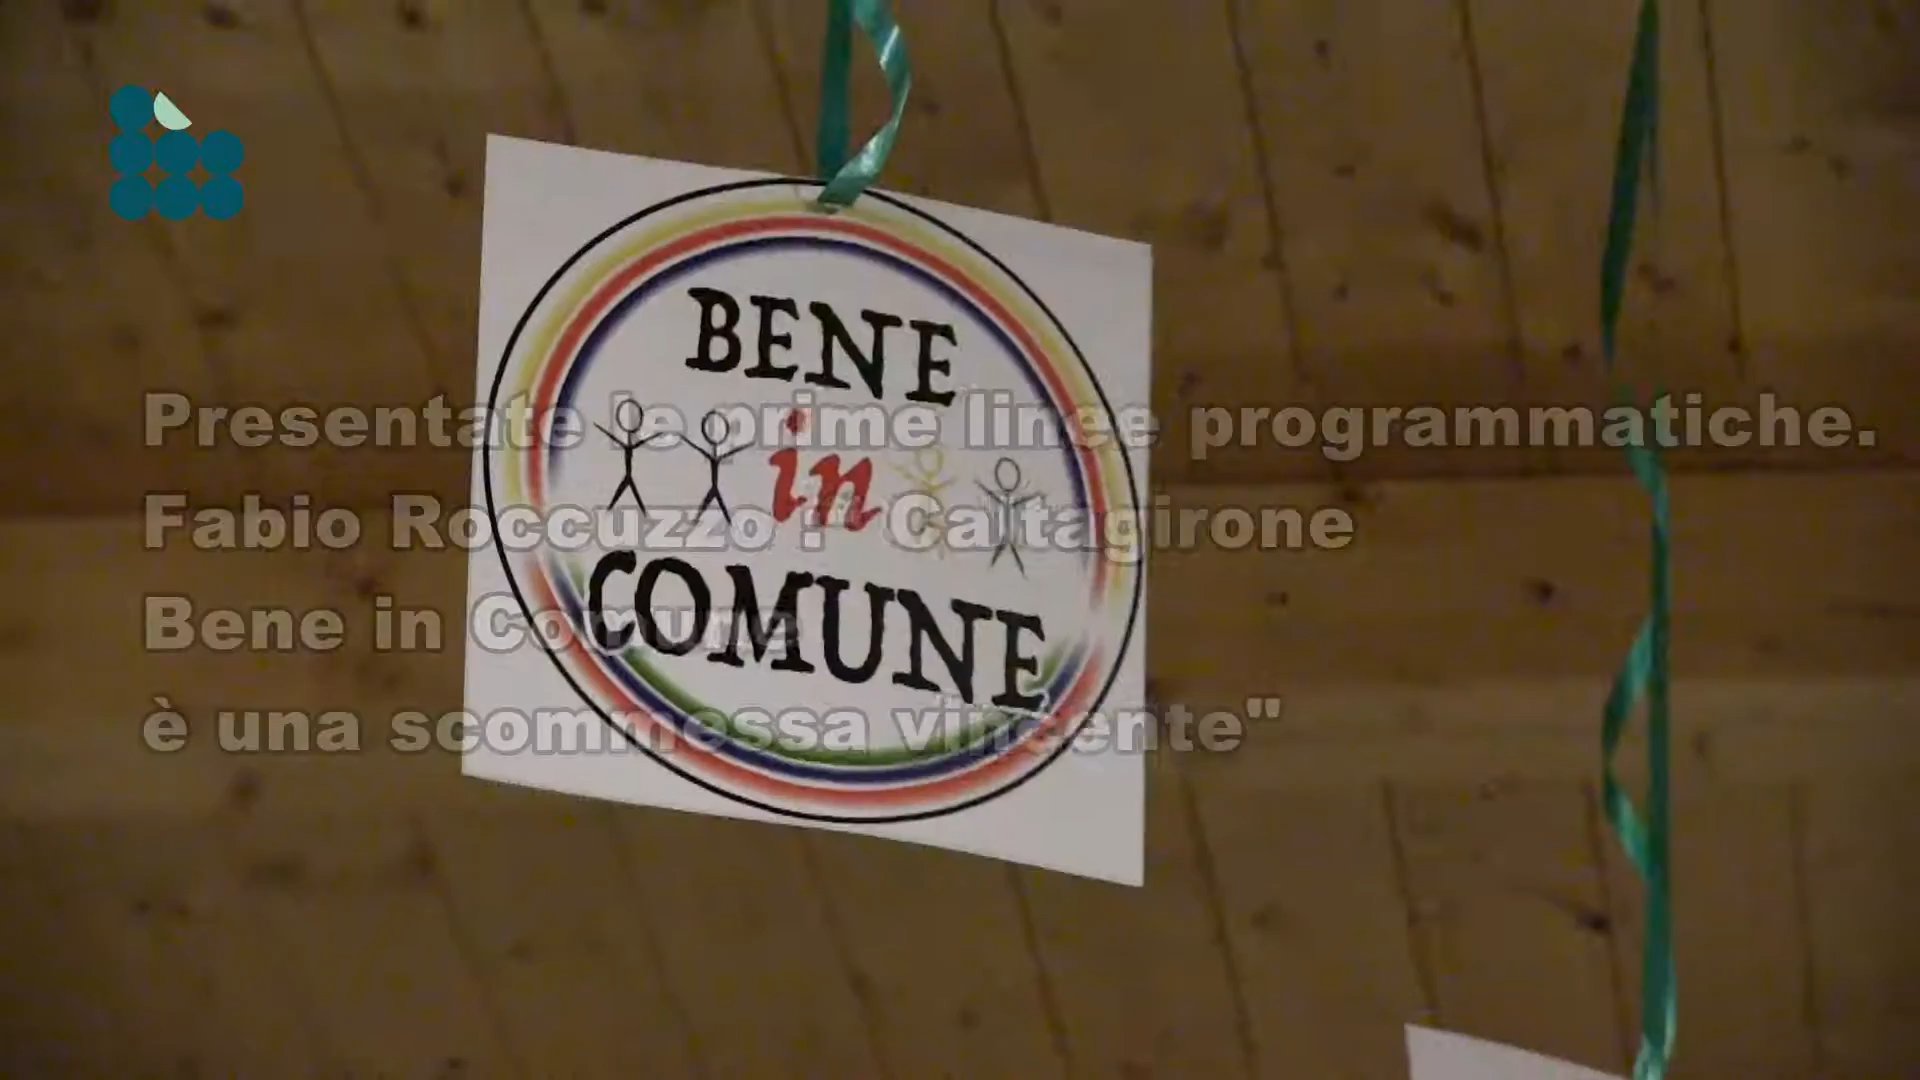 BENE
in
COMUNE
Presentate le prime linee programmatiche.
Fabio Roccuzzo : "Caltagirone
Bene in Comune
è una scommessa vincente"